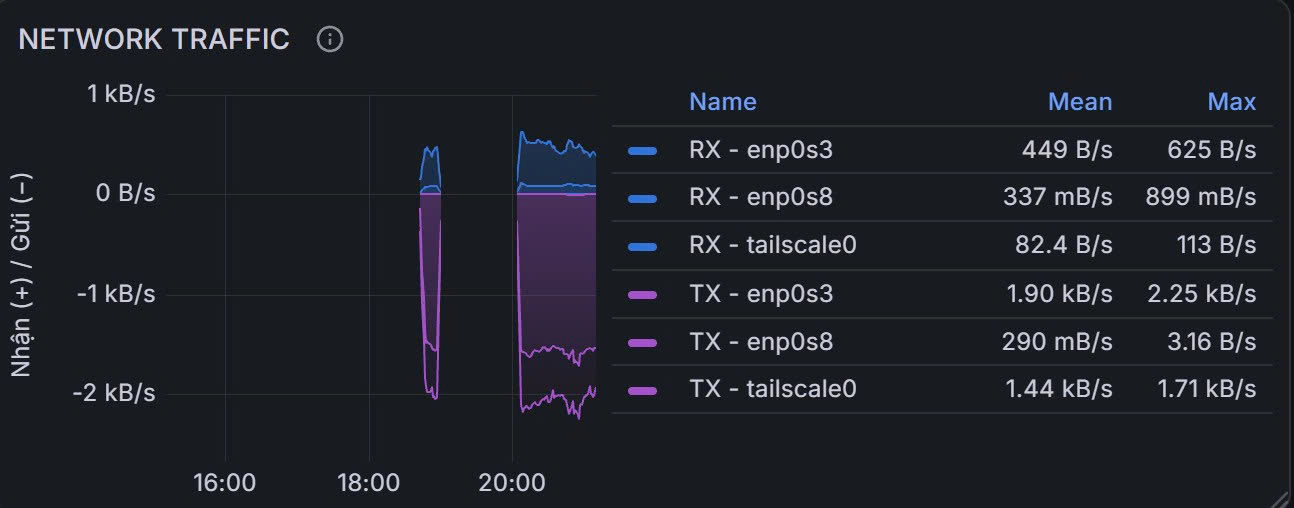 NETWORK TRAFFIC
Nhận (+) / Gửi (−)
1 kB/s
0 B/s
-1 kB/s
-2 kB/s
16:00 18:00 20:00
Name Mean Max
RX - enp0s3 449 B/s 625 B/s
RX - enp0s8 337 mB/s 899 mB/s
RX - tailscale0 82.4 B/s 113 B/s
TX - enp0s3 1.90 kB/s 2.25 kB/s
TX - enp0s8 290 mB/s 3.16 B/s
TX - tailscale0 1.44 kB/s 1.71 kB/s